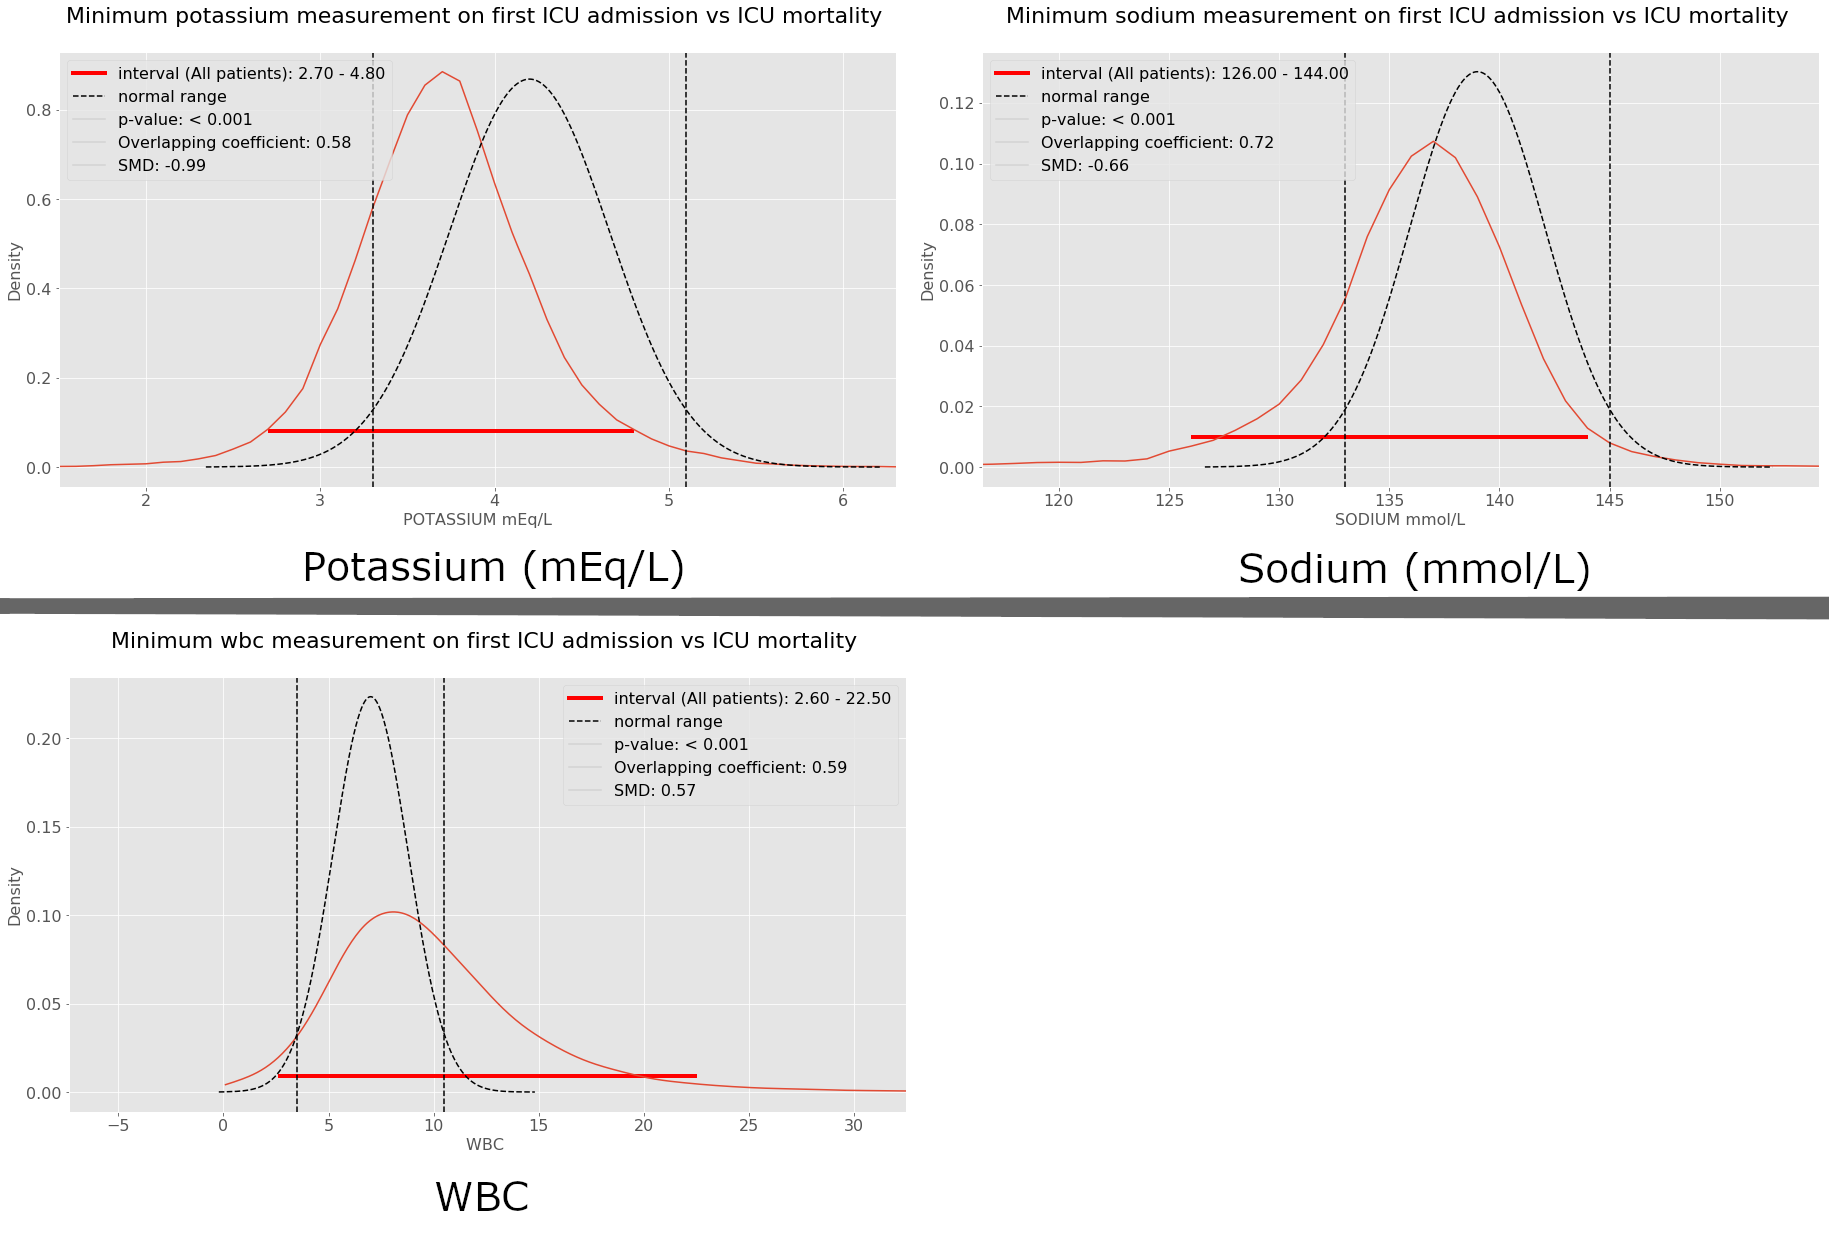 Minimum potassium measurement on first ICU admission vs ICU mortality
interval (All patients): 2.70 - 4.80
normal range
p-value: < 0.001
Overlapping coefficient: 0.58
SMD: -0.99
Density
0.8
0.6
0.4
0.2
0.0
2 3 4 5 6
POTASSIUM mEq/L
Potassium (mEq/L)
Minimum sodium measurement on first ICU admission vs ICU mortality
interval (All patients): 126.00 - 144.00
normal range
p-value: < 0.001
Overlapping coefficient: 0.72
SMD: -0.66
Density
0.12
0.10
0.08
0.06
0.04
0.02
0.00
120 125 130 135 140 145 150
SODIUM mmol/L
Sodium (mmol/L)
Minimum wbc measurement on first ICU admission vs ICU mortality
interval (All patients): 2.60 - 22.50
normal range
p-value: < 0.001
Overlapping coefficient: 0.59
SMD: 0.57
Density
0.20
0.15
0.10
0.05
0.00
−5 0 5 10 15 20 25 30
WBC
WBC